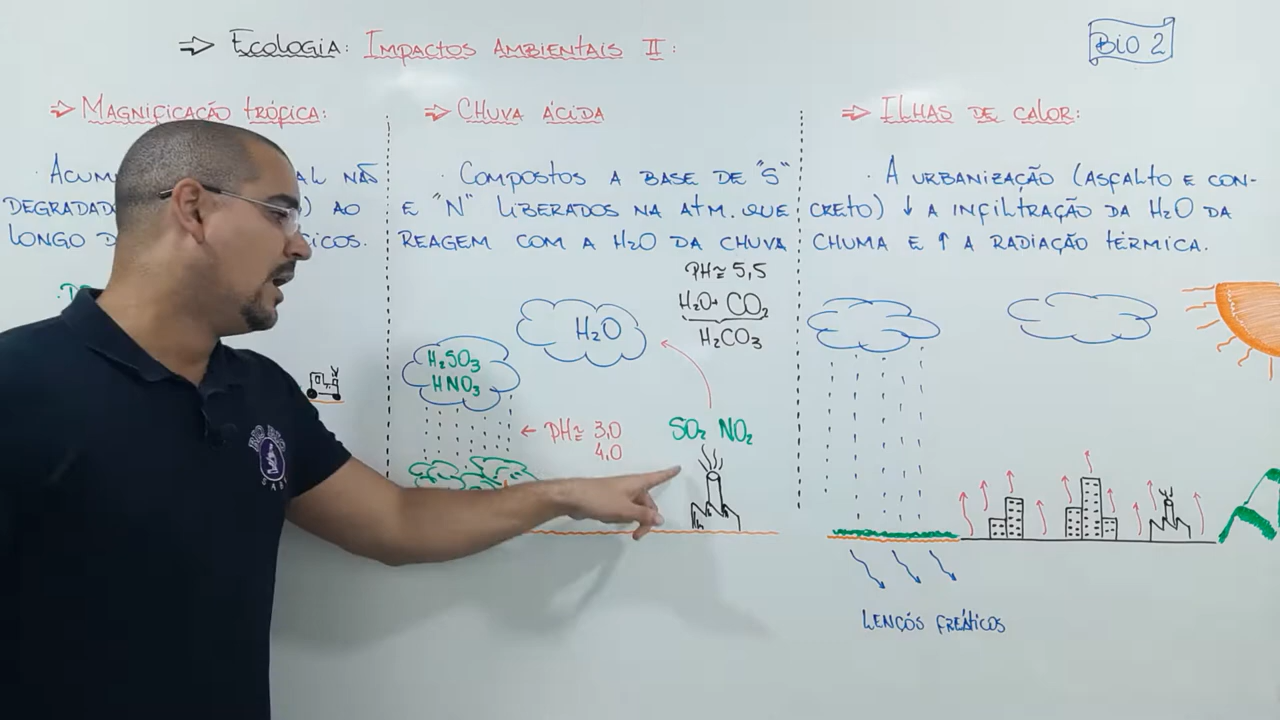 ⇒ Ecologia: Impactos Ambientais II:
BIO 2
⇒ Magnificação trófica:
Acum al não
degradad) ao
longo d icos.
⇒ Chuva ácida
· Compostos a base de "S"
e "N" liberados na atm. que
reagem com a H₂O da chuva
PH≅ 5,5
H₂O+ CO₂
H₂CO₃
H₂O
H₂SO₃
HNO₃
← PH≅ 3,0
4,0
SO₂ NO₂
⇒ Ilhas de calor:
· A urbanização (asfalto e con-
creto) ↓ a infiltração da H₂O da
chuma e ↑ a radiação térmica.
Lençós freáticos